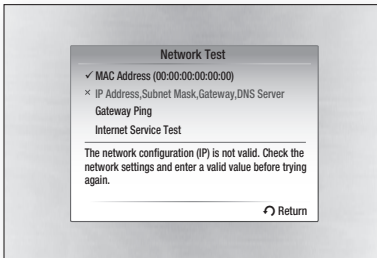 Network Test
✓ MAC Address (00:00:00:00:00:00)
× IP Address,Subnet Mask,Gateway,DNS Server
Gateway Ping
Internet Service Test
The network configuration (IP) is not valid. Check the
network settings and enter a valid value before trying
again.
Return